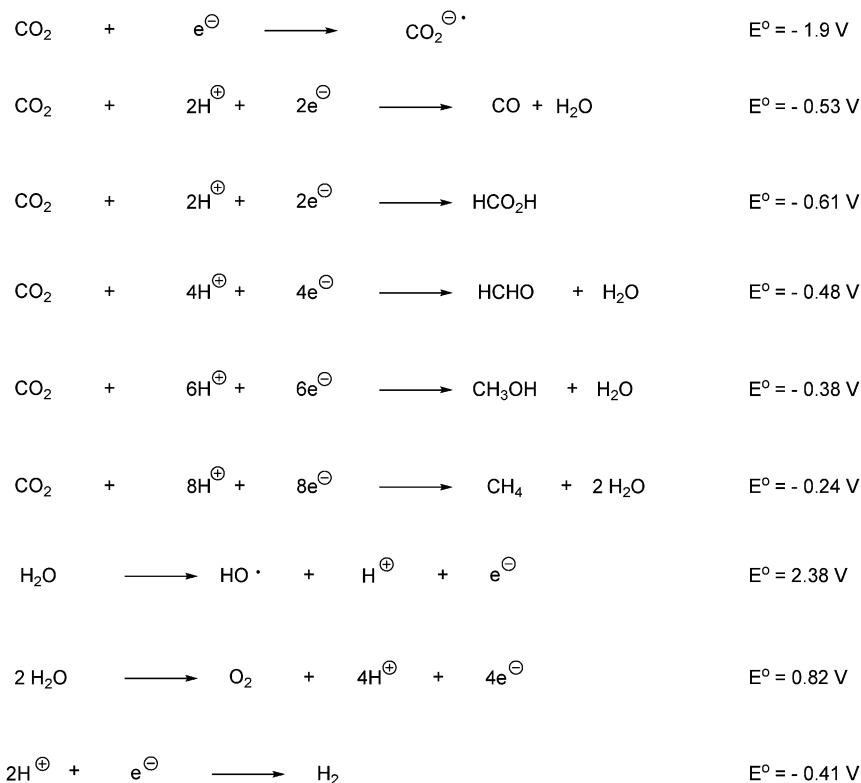 CO₂ + e⊖ ⟶ CO₂⊖• E° = - 1.9 V
CO₂ + 2H⊕ + 2e⊖ ⟶ CO + H₂O E° = - 0.53 V
CO₂ + 2H⊕ + 2e⊖ ⟶ HCO₂H E° = - 0.61 V
CO₂ + 4H⊕ + 4e⊖ ⟶ HCHO + H₂O E° = - 0.48 V
CO₂ + 6H⊕ + 6e⊖ ⟶ CH₃OH + H₂O E° = - 0.38 V
CO₂ + 8H⊕ + 8e⊖ ⟶ CH₄ + 2 H₂O E° = - 0.24 V
H₂O ⟶ HO • + H⊕ + e⊖ E° = 2.38 V
2 H₂O ⟶ O₂ + 4H⊕ + 4e⊖ E° = 0.82 V
2H⊕ + e⊖ ⟶ H₂ E° = - 0.41 V